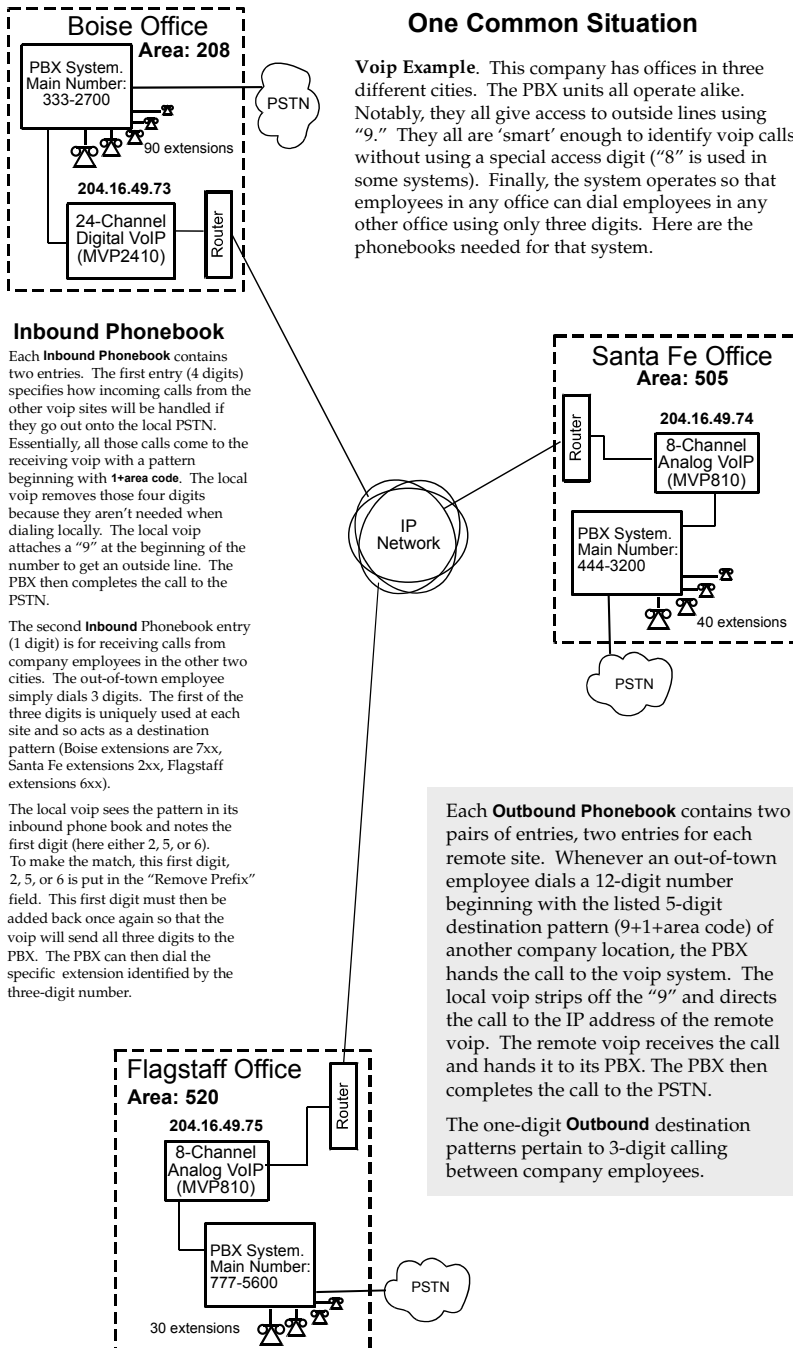 Boise Office
Area: 208
PBX System.
Main Number:
333-2700
PSTN
90 extensions
204.16.49.73
24-Channel
Digital VoIP
(MVP2410)
Router
One Common Situation
Voip Example. This company has offices in three
different cities. The PBX units all operate alike.
Notably, they all give access to outside lines using
“9.” They all are ‘smart’ enough to identify voip calls
without using a special access digit (“8” is used in
some systems). Finally, the system operates so that
employees in any office can dial employees in any
other office using only three digits. Here are the
phonebooks needed for that system.
Inbound Phonebook
Each Inbound Phonebook contains
two entries. The first entry (4 digits)
specifies how incoming calls from the
other voip sites will be handled if
they go out onto the local PSTN.
Essentially, all those calls come to the
receiving voip with a pattern
beginning with 1+area code. The local
voip removes those four digits
because they aren’t needed when
dialing locally. The local voip
attaches a “9” at the beginning of the
number to get an outside line. The
PBX then completes the call to the
PSTN.
The second Inbound Phonebook entry
(1 digit) is for receiving calls from
company employees in the other two
cities. The out-of-town employee
simply dials 3 digits. The first of the
three digits is uniquely used at each
site and so acts as a destination
pattern (Boise extensions are 7xx,
Santa Fe extensions 2xx, Flagstaff
extensions 6xx).
The local voip sees the pattern in its
inbound phone book and notes the
first digit (here either 2, 5, or 6).
To make the match, this first digit,
2, 5, or 6 is put in the “Remove Prefix”
field. This first digit must then be
added back once again so that the
voip will send all three digits to the
PBX. The PBX can then dial the
specific extension identified by the
three-digit number.
IP
Network
Santa Fe Office
Area: 505
Router
204.16.49.74
8-Channel
Analog VoIP
(MVP810)
PBX System.
Main Number:
444-3200
40 extensions
PSTN
Each Outbound Phonebook contains two
pairs of entries, two entries for each
remote site. Whenever an out-of-town
employee dials a 12-digit number
beginning with the listed 5-digit
destination pattern (9+1+area code) of
another company location, the PBX
hands the call to the voip system. The
local voip strips off the “9” and directs
the call to the IP address of the remote
voip. The remote voip receives the call
and hands it to its PBX. The PBX then
completes the call to the PSTN.
The one-digit Outbound destination
patterns pertain to 3-digit calling
between company employees.
Flagstaff Office
Area: 520
Router
204.16.49.75
8-Channel
Analog VoIP
(MVP810)
PBX System.
Main Number:
777-5600
PSTN
30 extensions